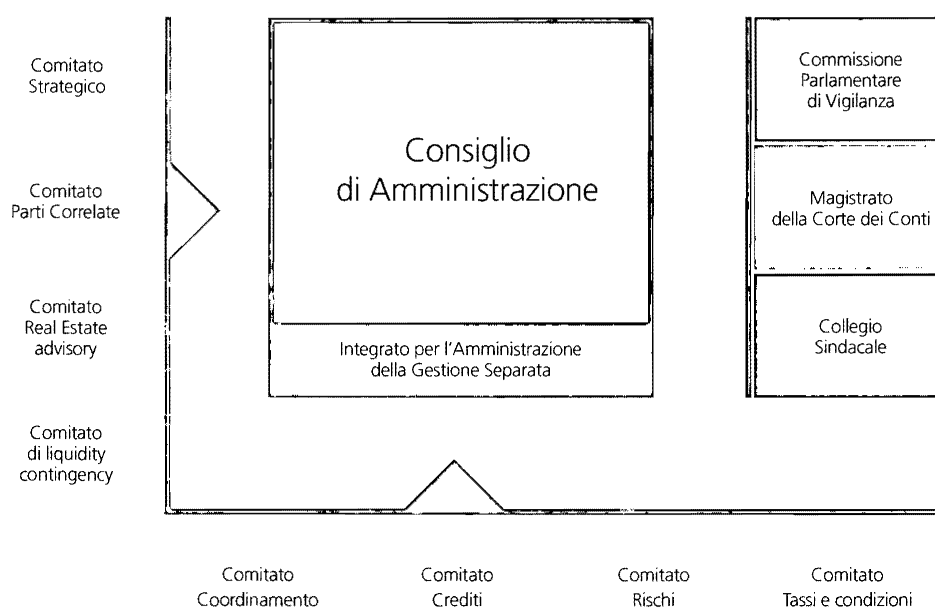 Comitato
Strategico
Comitato
Parti Correlate
Comitato
Real Estate
advisory
Comitato
di liquidity
contingency
Consiglio
di Amministrazione
Integrato per l'Amministrazione
della Gestione Separata
Commissione
Parlamentare
di Vigilanza
Magistrato
della Corte dei Conti
Collegio
Sindacale
Comitato
Coordinamento
Comitato
Crediti
Comitato
Rischi
Comitato
Tassi e condizioni